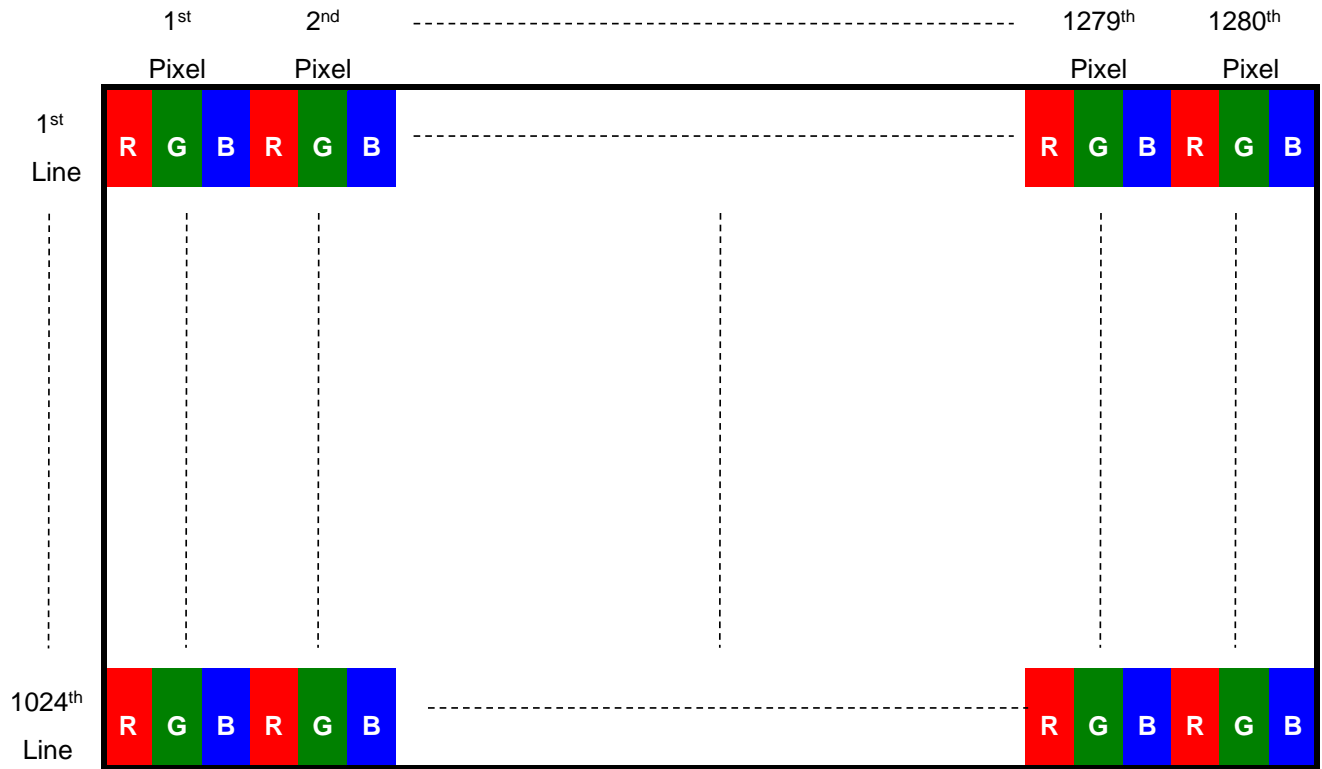 1st 2nd 1279th 1280th
Pixel Pixel Pixel Pixel
1st
Line
R G B R G B R G B R G B
1024th
Line
R G B R G B R G B R G B